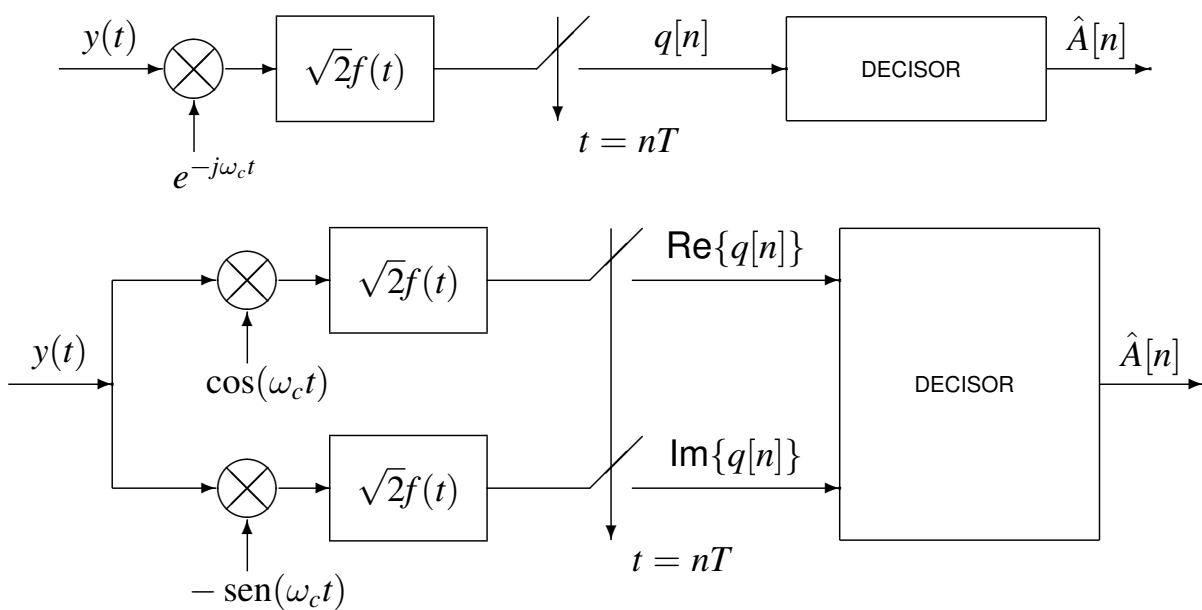 y(t)
√2f(t)
q[n]
DECISOR
Â[n]
t = nT
e^{-jω_c t}
√2f(t)
Re{q[n]}
y(t)
cos(ω_c t)
DECISOR
Â[n]
√2f(t)
Im{q[n]}
− sen(ω_c t)
t = nT